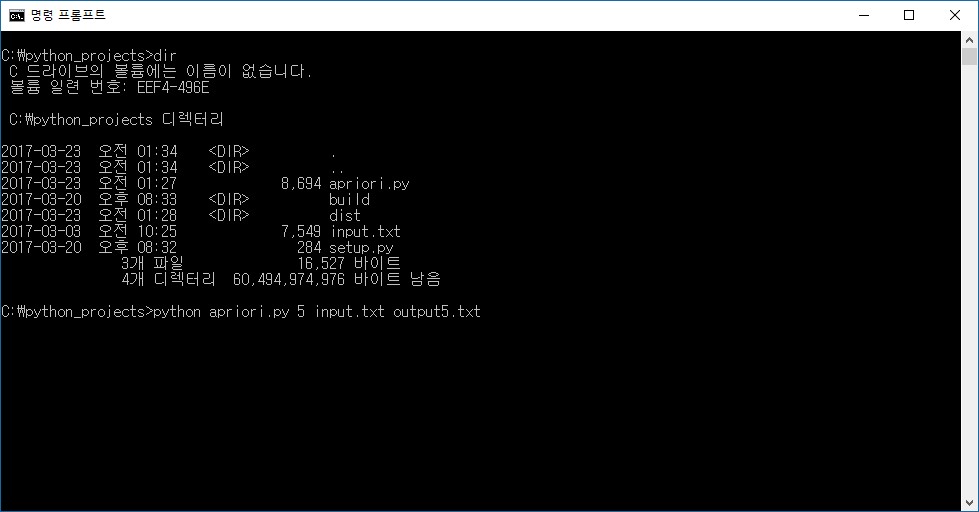 명령 프롬프트
C:\python_projects>dir
C 드라이브의 볼륨에는 이름이 없습니다.
볼륨 일련 번호: EEF4-496E
C:\python_projects 디렉터리
2017-03-23 오전 01:34 <DIR> .
2017-03-23 오전 01:34 <DIR> ..
2017-03-23 오전 01:27 8,694 apriori.py
2017-03-20 오후 08:33 <DIR> build
2017-03-23 오전 01:28 <DIR> dist
2017-03-03 오전 10:25 7,549 input.txt
2017-03-20 오후 08:32 284 setup.py
3개 파일 16,527 바이트
4개 디렉터리 60,494,974,976 바이트 남음
C:\python_projects>python apriori.py 5 input.txt output5.txt